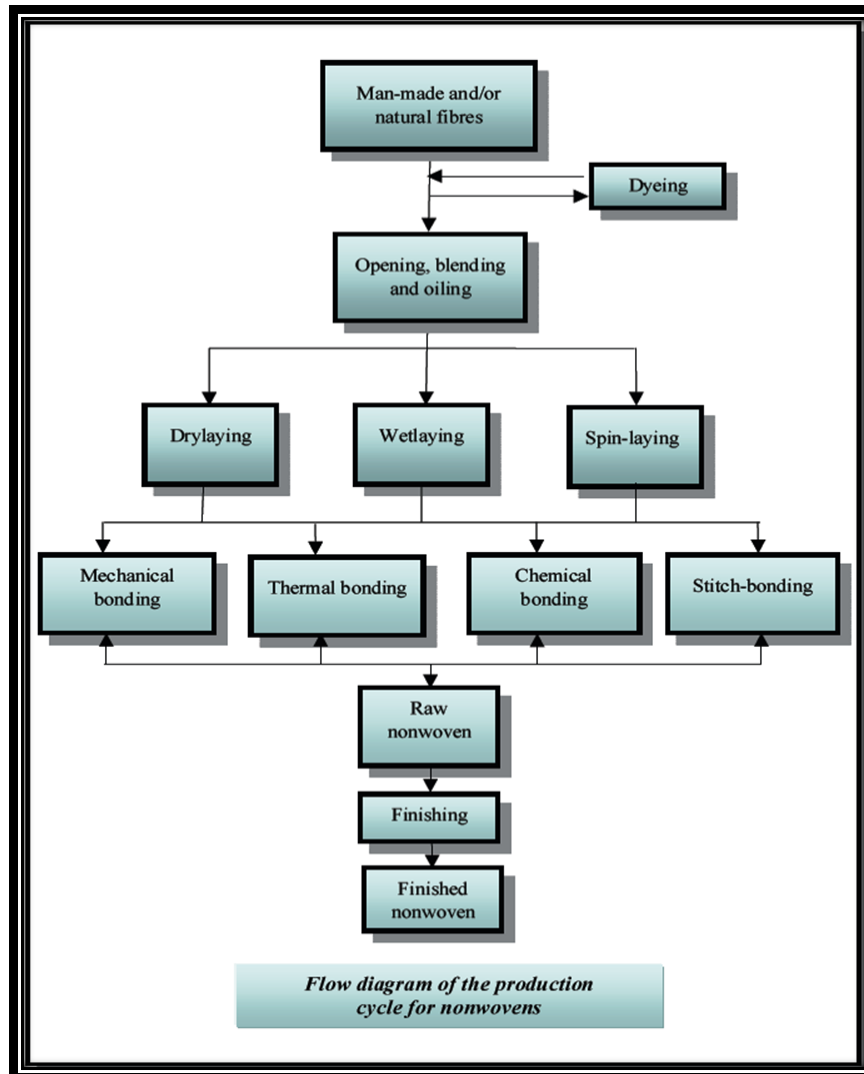 Man-made and/or
natural fibres
Dyeing
Opening, blending
and oiling
Drylaying
Wetlaying
Spin-laying
Mechanical
bonding
Thermal bonding
Chemical
bonding
Stitch-bonding
Raw
nonwoven
Finishing
Finished
nonwoven
Flow diagram of the production
cycle for nonwovens